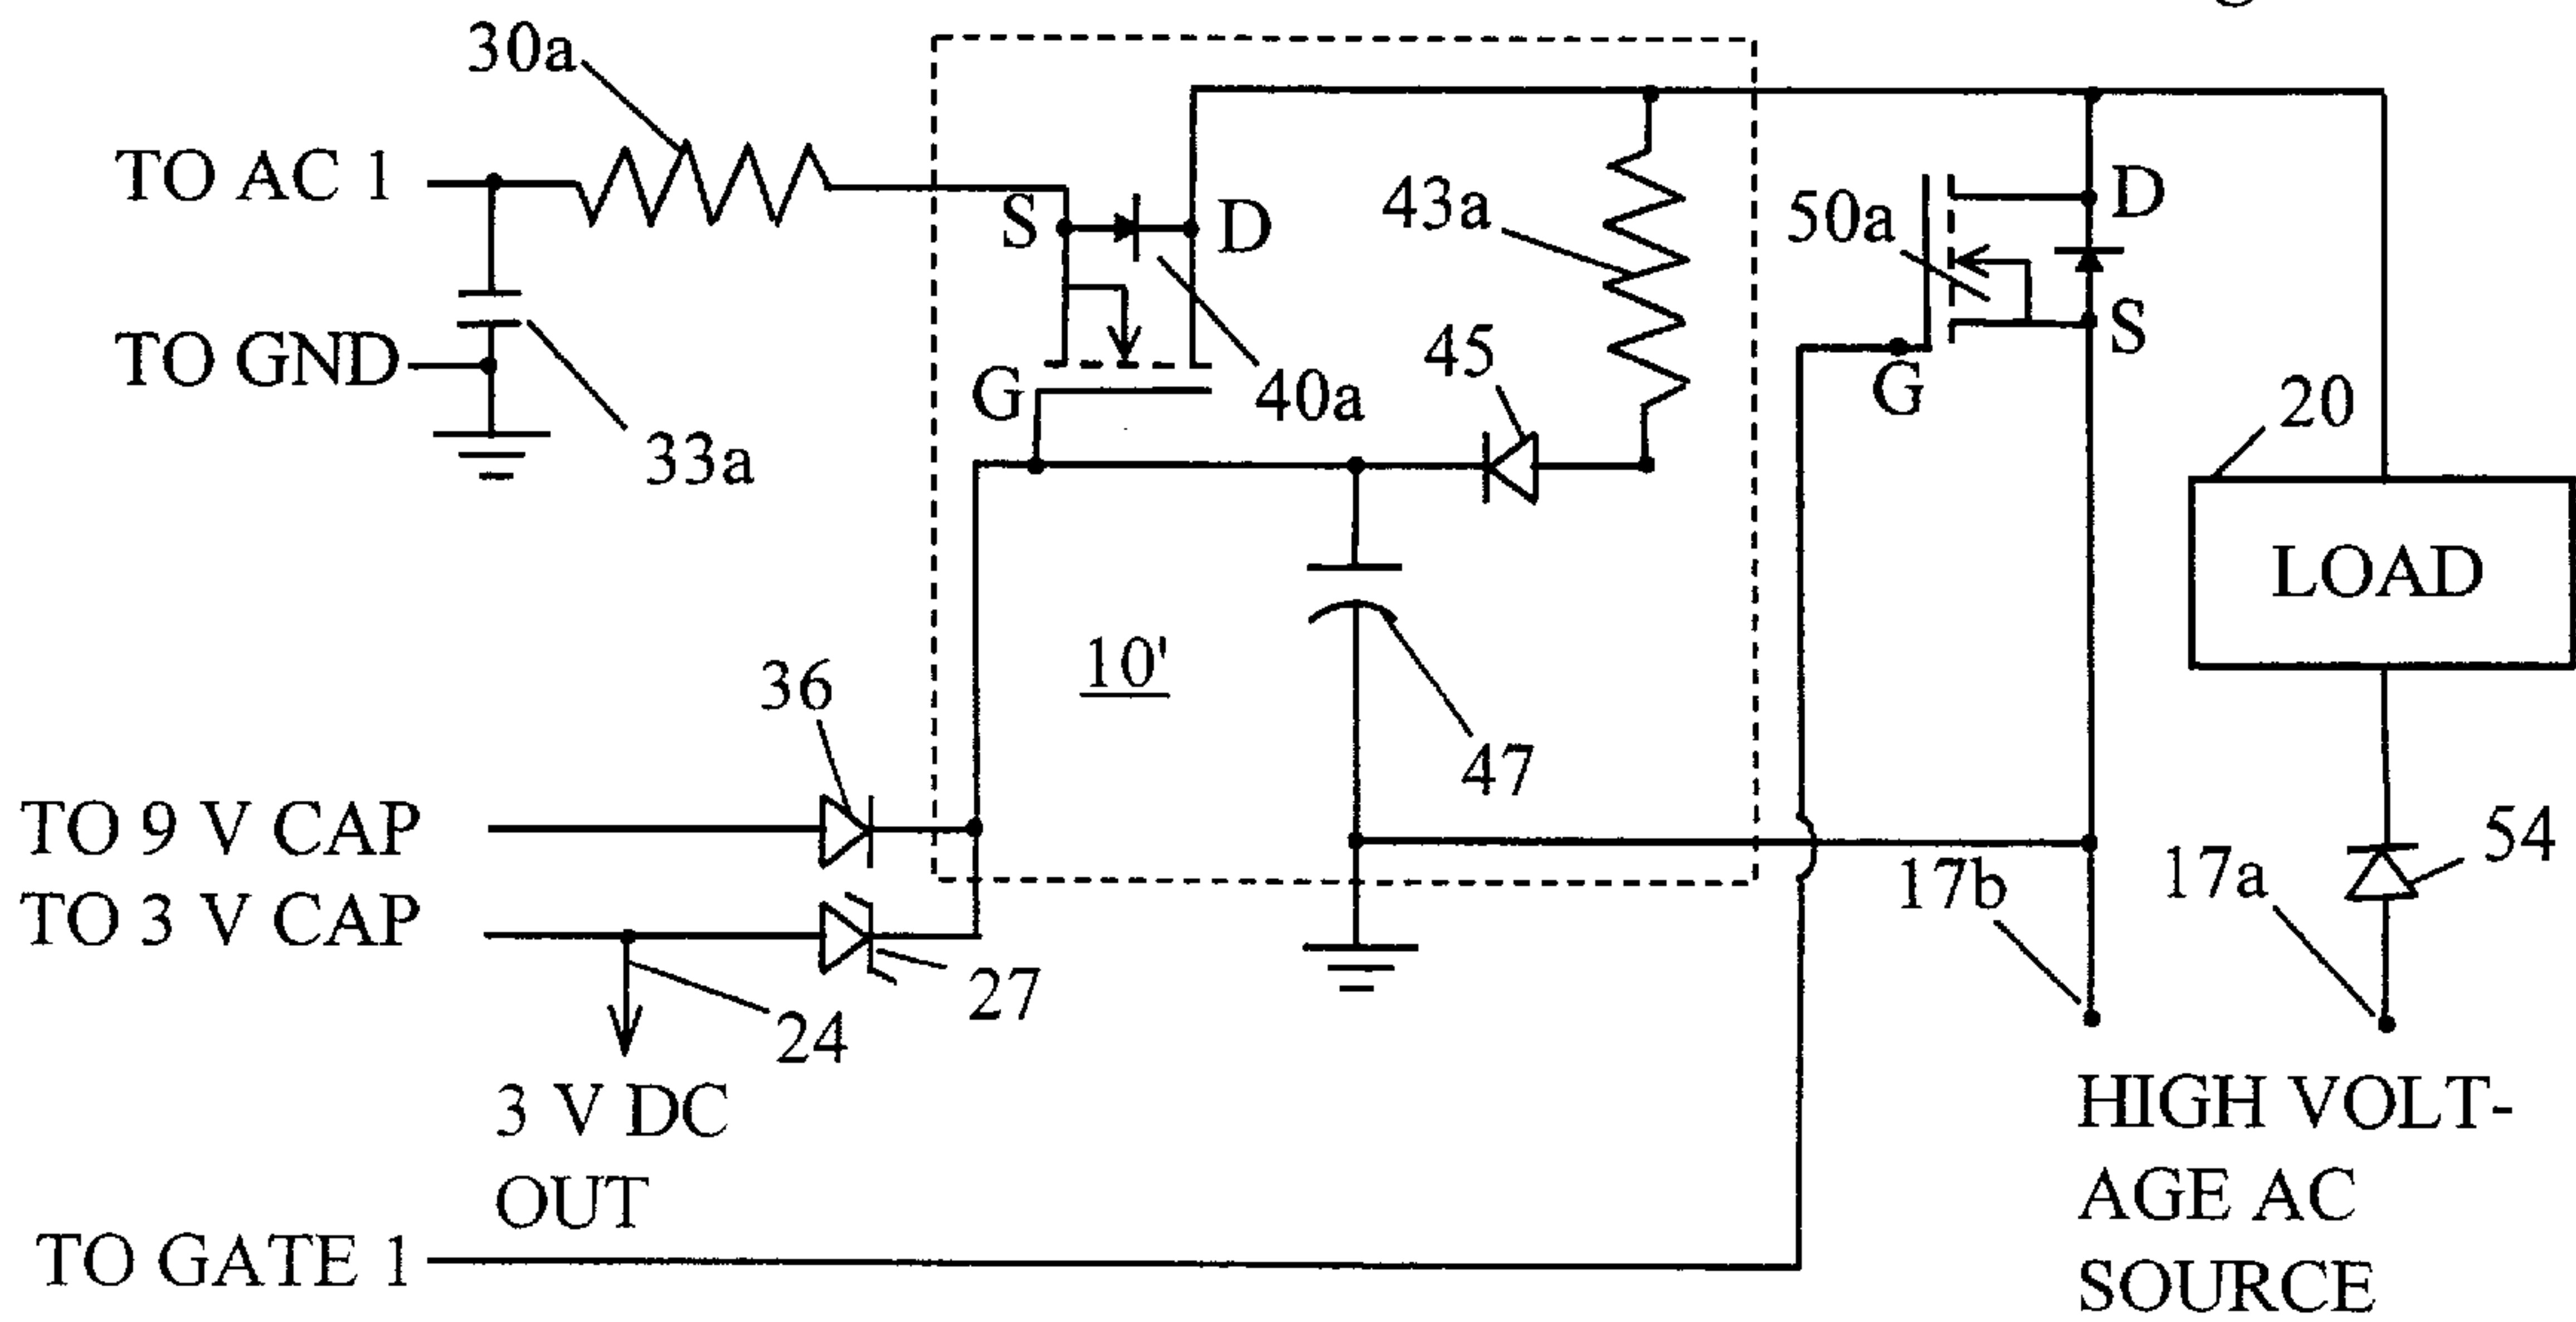 30a
TO AC 1
S
D
43a
50a
D
TO GND
G
40a
45
S
G
20
33a
LOAD
10'
36
47
TO 9 V CAP
54
17b
17a
TO 3 V CAP
27
24
3 V DC
OUT
HIGH VOLT-
AGE AC
SOURCE
TO GATE 1